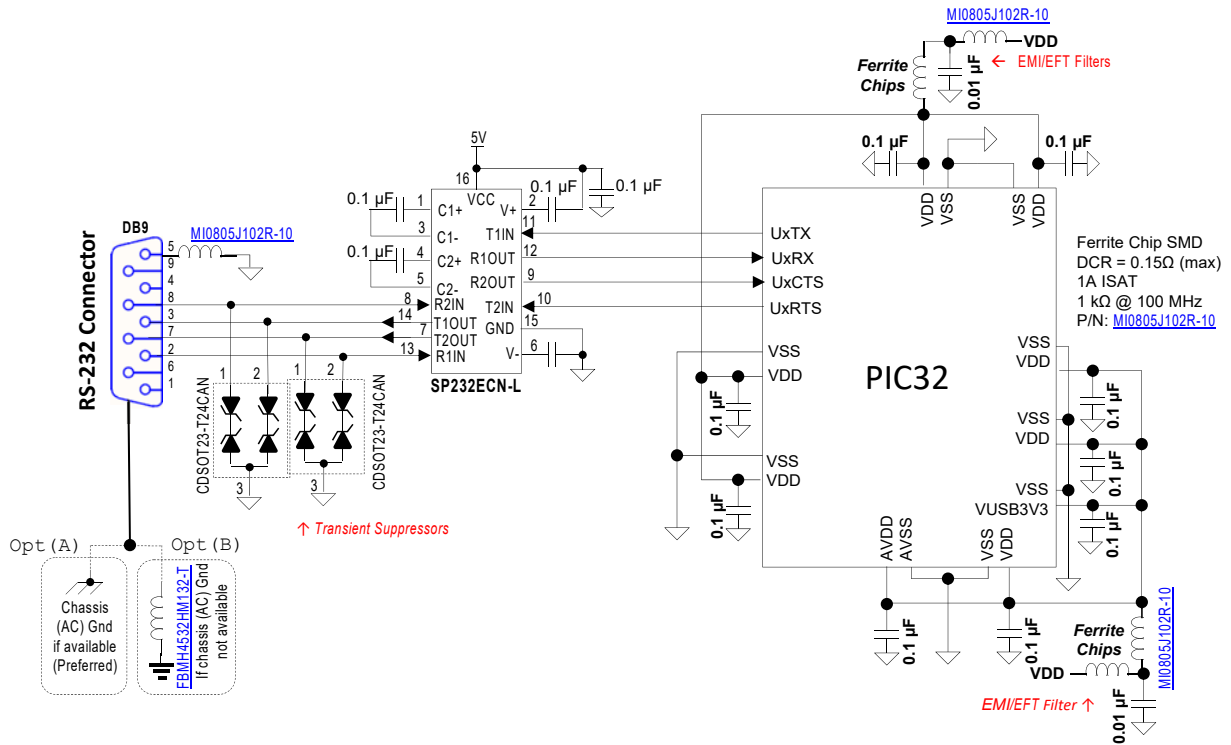 MI0805J102R-10
VDD
← EMI/EFT Filters
Ferrite
Chips
0.01 µF
0.1 µF
0.1 µF
VDD
VSS
VSS
VDD
5V
16
VCC
0.1 µF
0.1 µF
0.1 µF
1
C1+
V+
2
3
C1-
T1IN
11
0.1 µF
4
C2+
R1OUT
12
5
C2-
R2OUT
9
8
R2IN
T2IN
10
14
T1OUT
GND
15
7
T2OUT
13
R1IN
V-
6
SP232ECN-L
RS-232 Connector
DB9
MI0805J102R-10
5
9
4
8
3
7
2
6
1
1
2
1
2
CDSOT23-T24CAN
CDSOT23-T24CAN
3
3
↑ Transient Suppressors
Opt(A)
Opt(B)
Chassis
(AC) Gnd
if available
(Preferred)
FBMH4532HM132-T
If chassis (AC) Gnd
not available
UxTX
UxRX
UxCTS
UxRTS
VSS
VDD
0.1 µF
VSS
VDD
0.1 µF
PIC32
Ferrite Chip SMD
DCR = 0.15Ω (max)
1A ISAT
1 kΩ @ 100 MHz
P/N: MI0805J102R-10
VSS
VDD
0.1 µF
VSS
VDD
0.1 µF
VSS
VUSB3V3
0.1 µF
AVDD
AVSS
VSS
VDD
0.1 µF
0.1 µF
Ferrite
Chips
MI0805J102R-10
VDD
EMI/EFT Filter ↑
0.01 µF